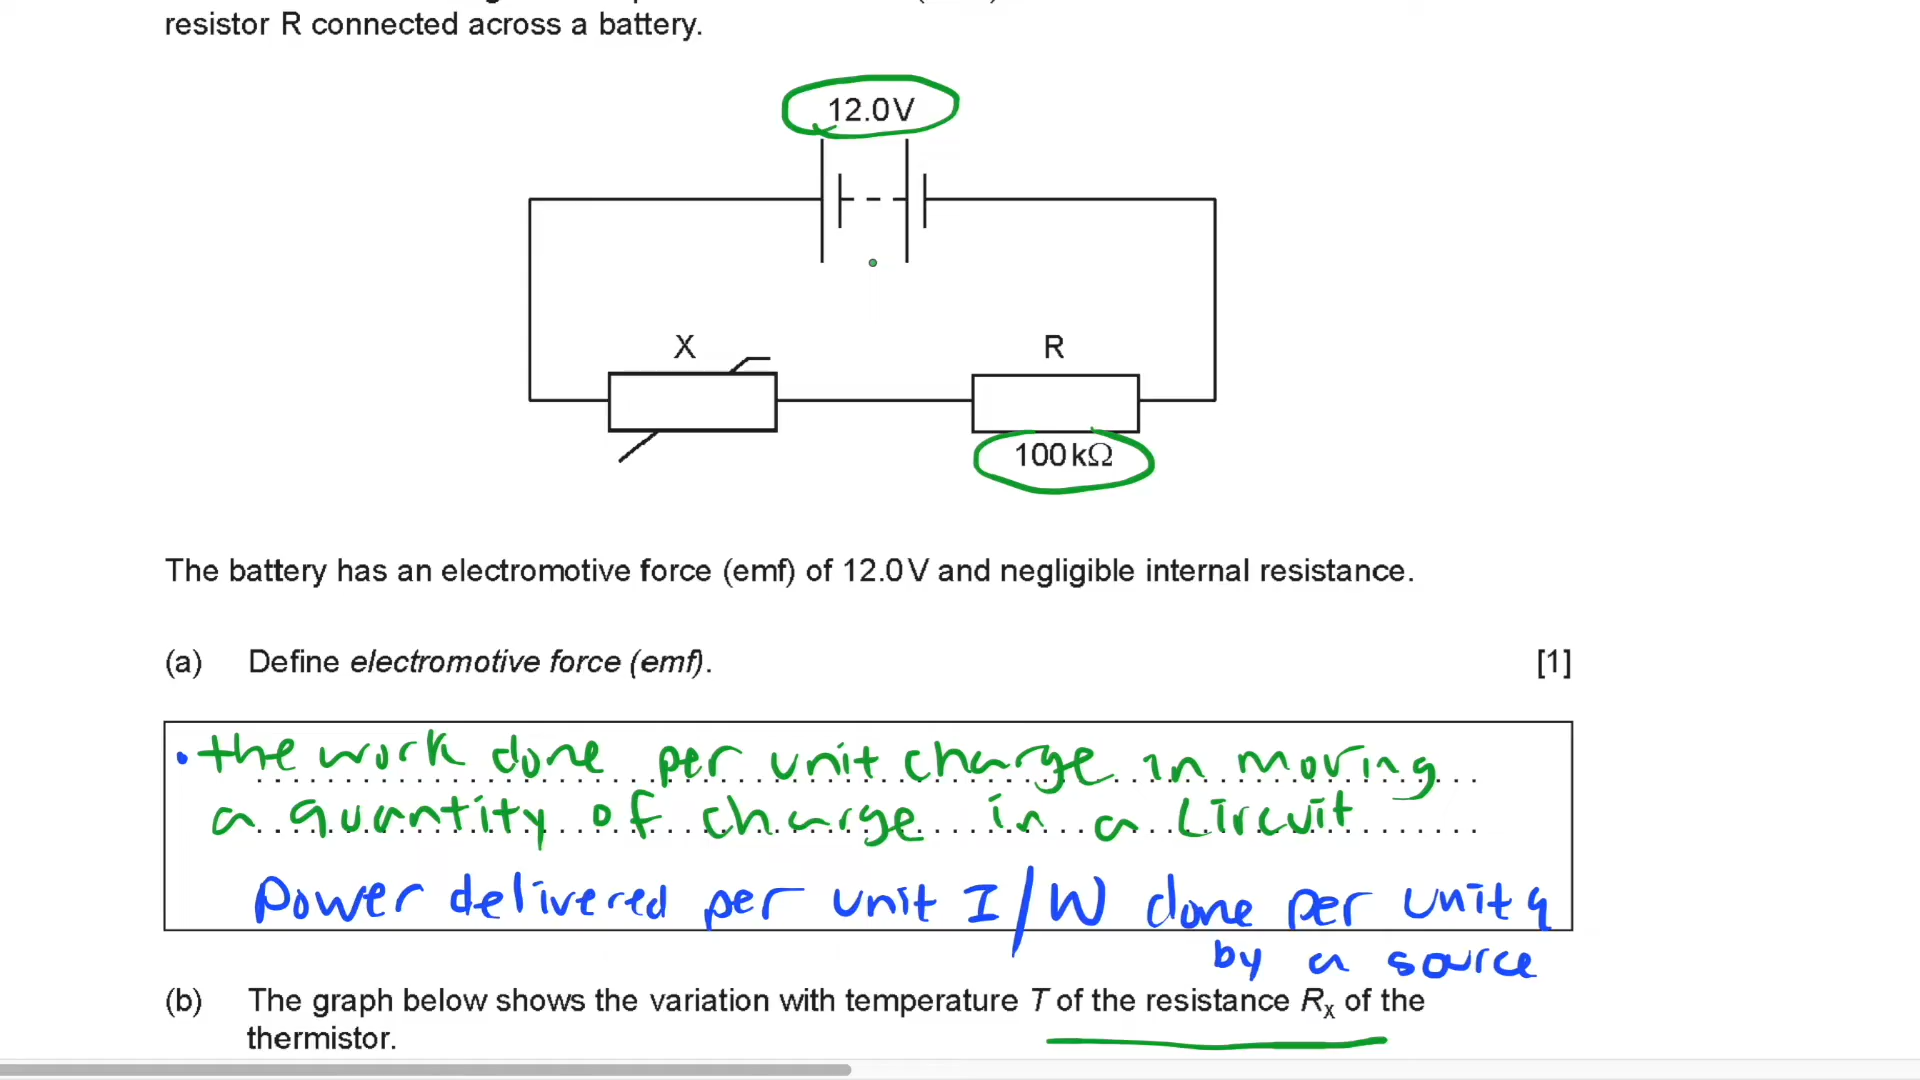 resistor R connected across a battery.
12.0V
X
R
100kΩ
The battery has an electromotive force (emf) of 12.0V and negligible internal resistance.
(a) Define electromotive force (emf). [1]
• the work done per unit charge in moving
a quantity of charge in a circuit
Power delivered per unit I/W done per unit q
by a source
(b) The graph below shows the variation with temperature T of the resistance Rₓ of the
thermistor.